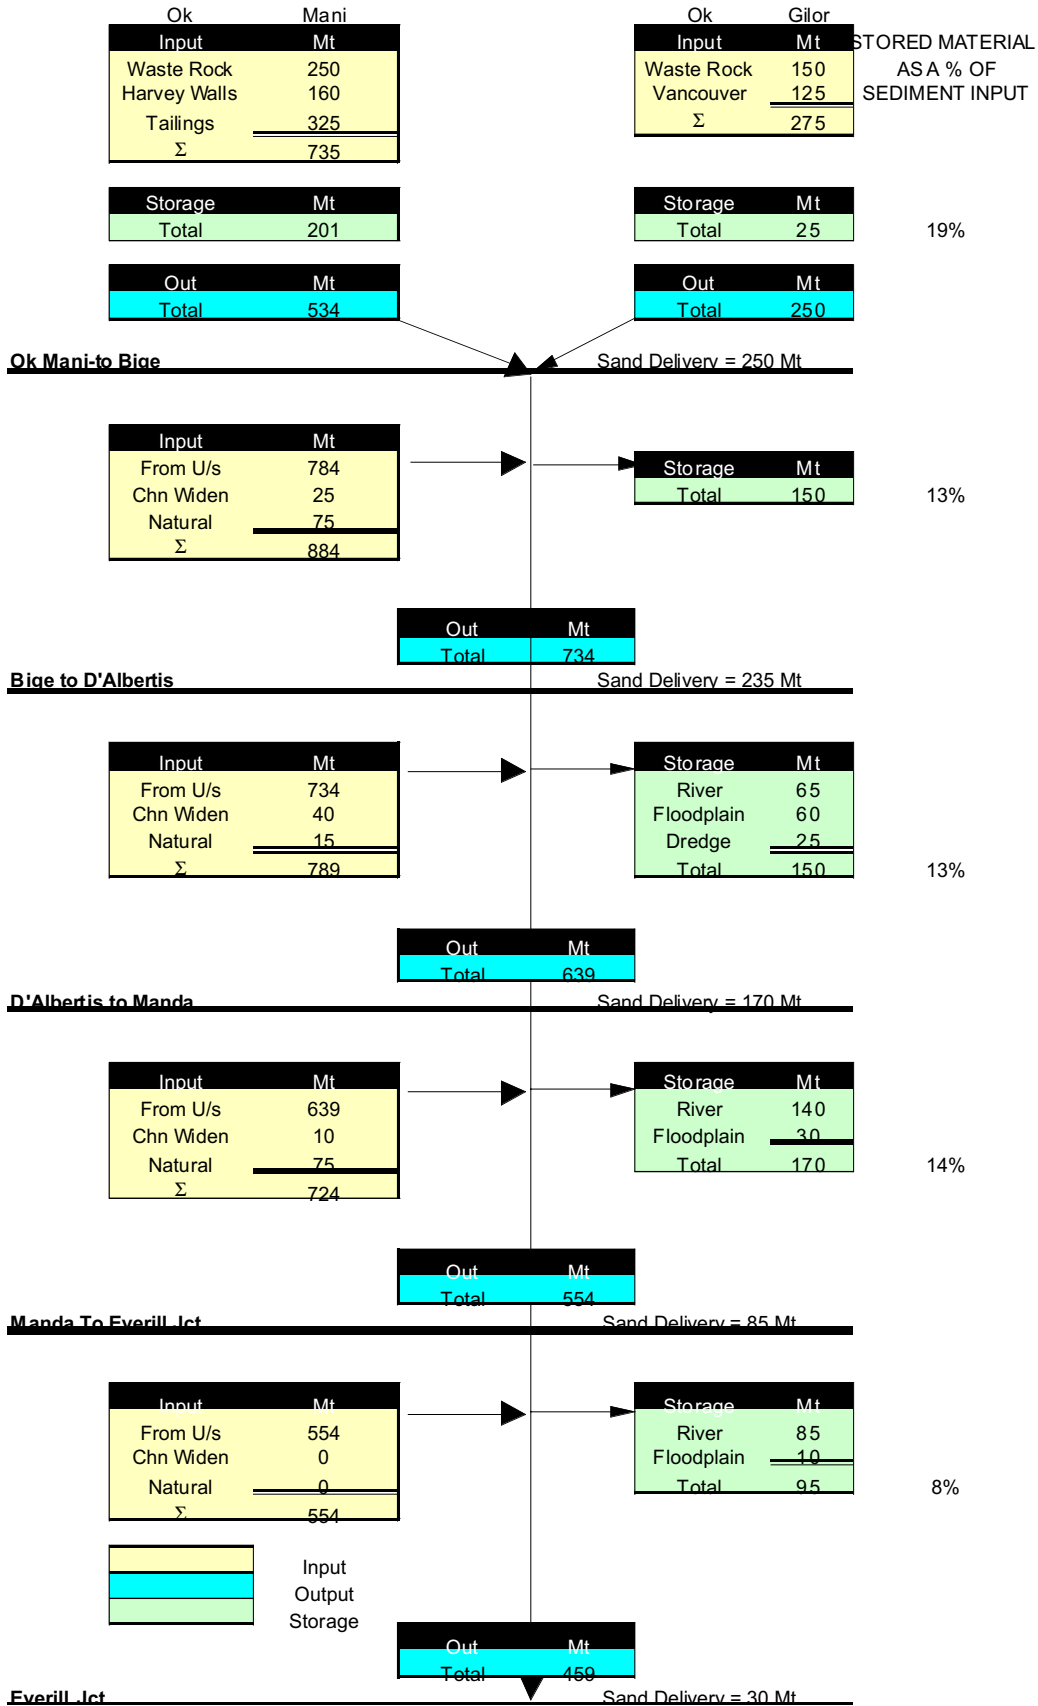 Ok Mani Ok Gilor
Input Mt Input Mt STORED MATERIAL
Waste Rock 250 Waste Rock 150 AS A % OF
Harvey Walls 160 Vancouver 125 SEDIMENT INPUT
Tailings 325 Σ 275
Σ 735
Storage Mt Storage Mt
Total 201 Total 25 19%
Out Mt Out Mt
Total 534 Total 250
Ok Mani-to Bige Sand Delivery = 250 Mt
Input Mt
From U/s 784 Storage Mt
Chn Widen 25 Total 150 13%
Natural 75
Σ 884
Out Mt
Total 734
Bige to D'Albertis Sand Delivery = 235 Mt
Input Mt Storage Mt
From U/s 734 River 65
Chn Widen 40 Floodplain 60
Natural 15 Dredge 25
Σ 789 Total 150 13%
Out Mt
Total 639
D'Albertis to Manda Sand Delivery = 170 Mt
Input Mt Storage Mt
From U/s 639 River 140
Chn Widen 10 Floodplain 30
Natural 75 Total 170 14%
Σ 724
Out Mt
Total 554
Manda To Everill Jct Sand Delivery = 85 Mt
Input Mt Storage Mt
From U/s 554 River 85
Chn Widen 0 Floodplain 10
Natural 0 Total 95 8%
Σ 554
Input
Output
Storage
Out Mt
Total 459
Everill Jct Sand Delivery = 30 Mt